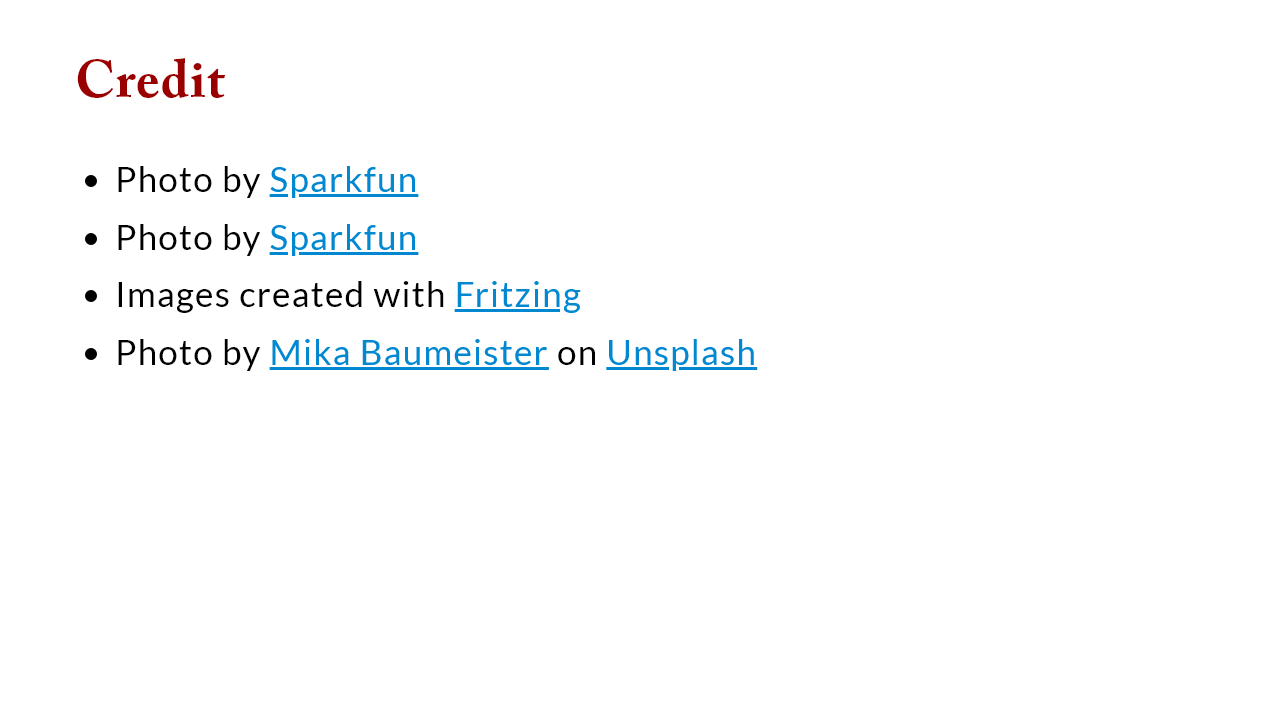 Credit
Photo by Sparkfun
Photo by Sparkfun
Images created with Fritzing
Photo by Mika Baumeister on Unsplash